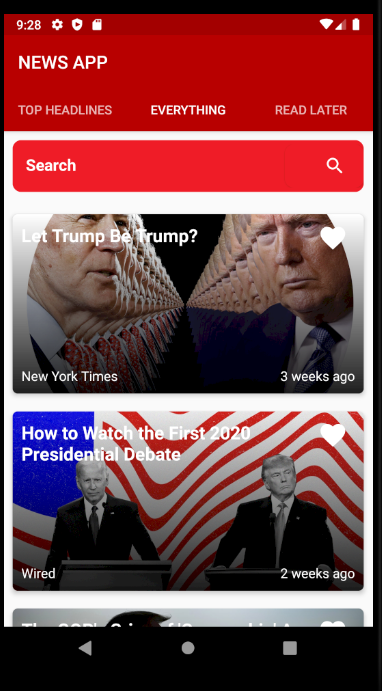 9:28
NEWS APP
TOP HEADLINES
EVERYTHING
READ LATER
Search
Let Trump Be Trump?
New York Times
3 weeks ago
How to Watch the First 2020
Presidential Debate
Wired
2 weeks ago